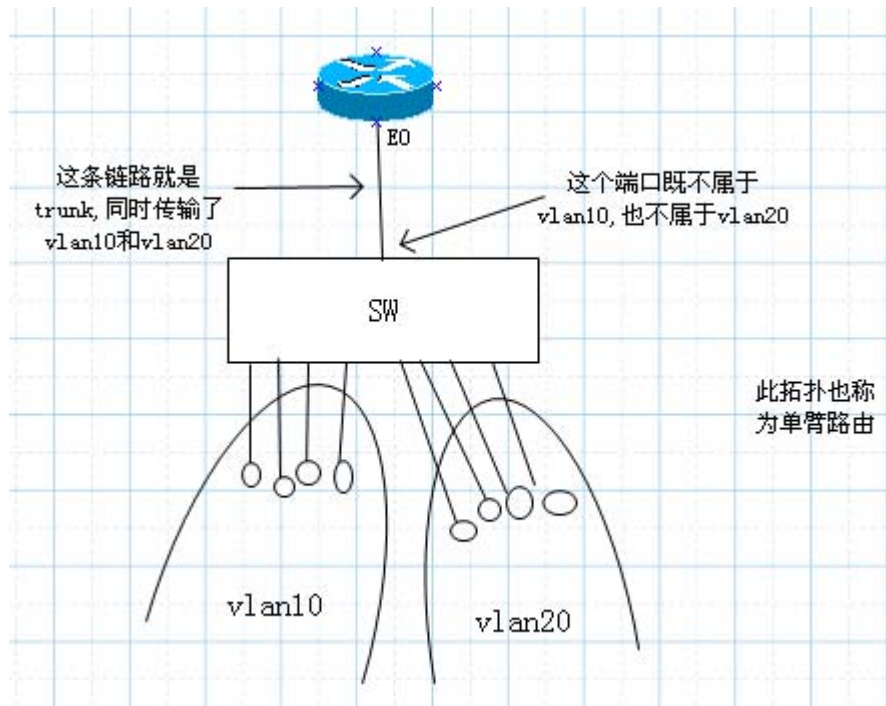 E0
这条链路就是
trunk,同时传输了
vlan10和vlan20
这个端口既不属于
vlan10,也不属于vlan20
SW
此拓扑也称
为单臂路由
vlan10
vlan20